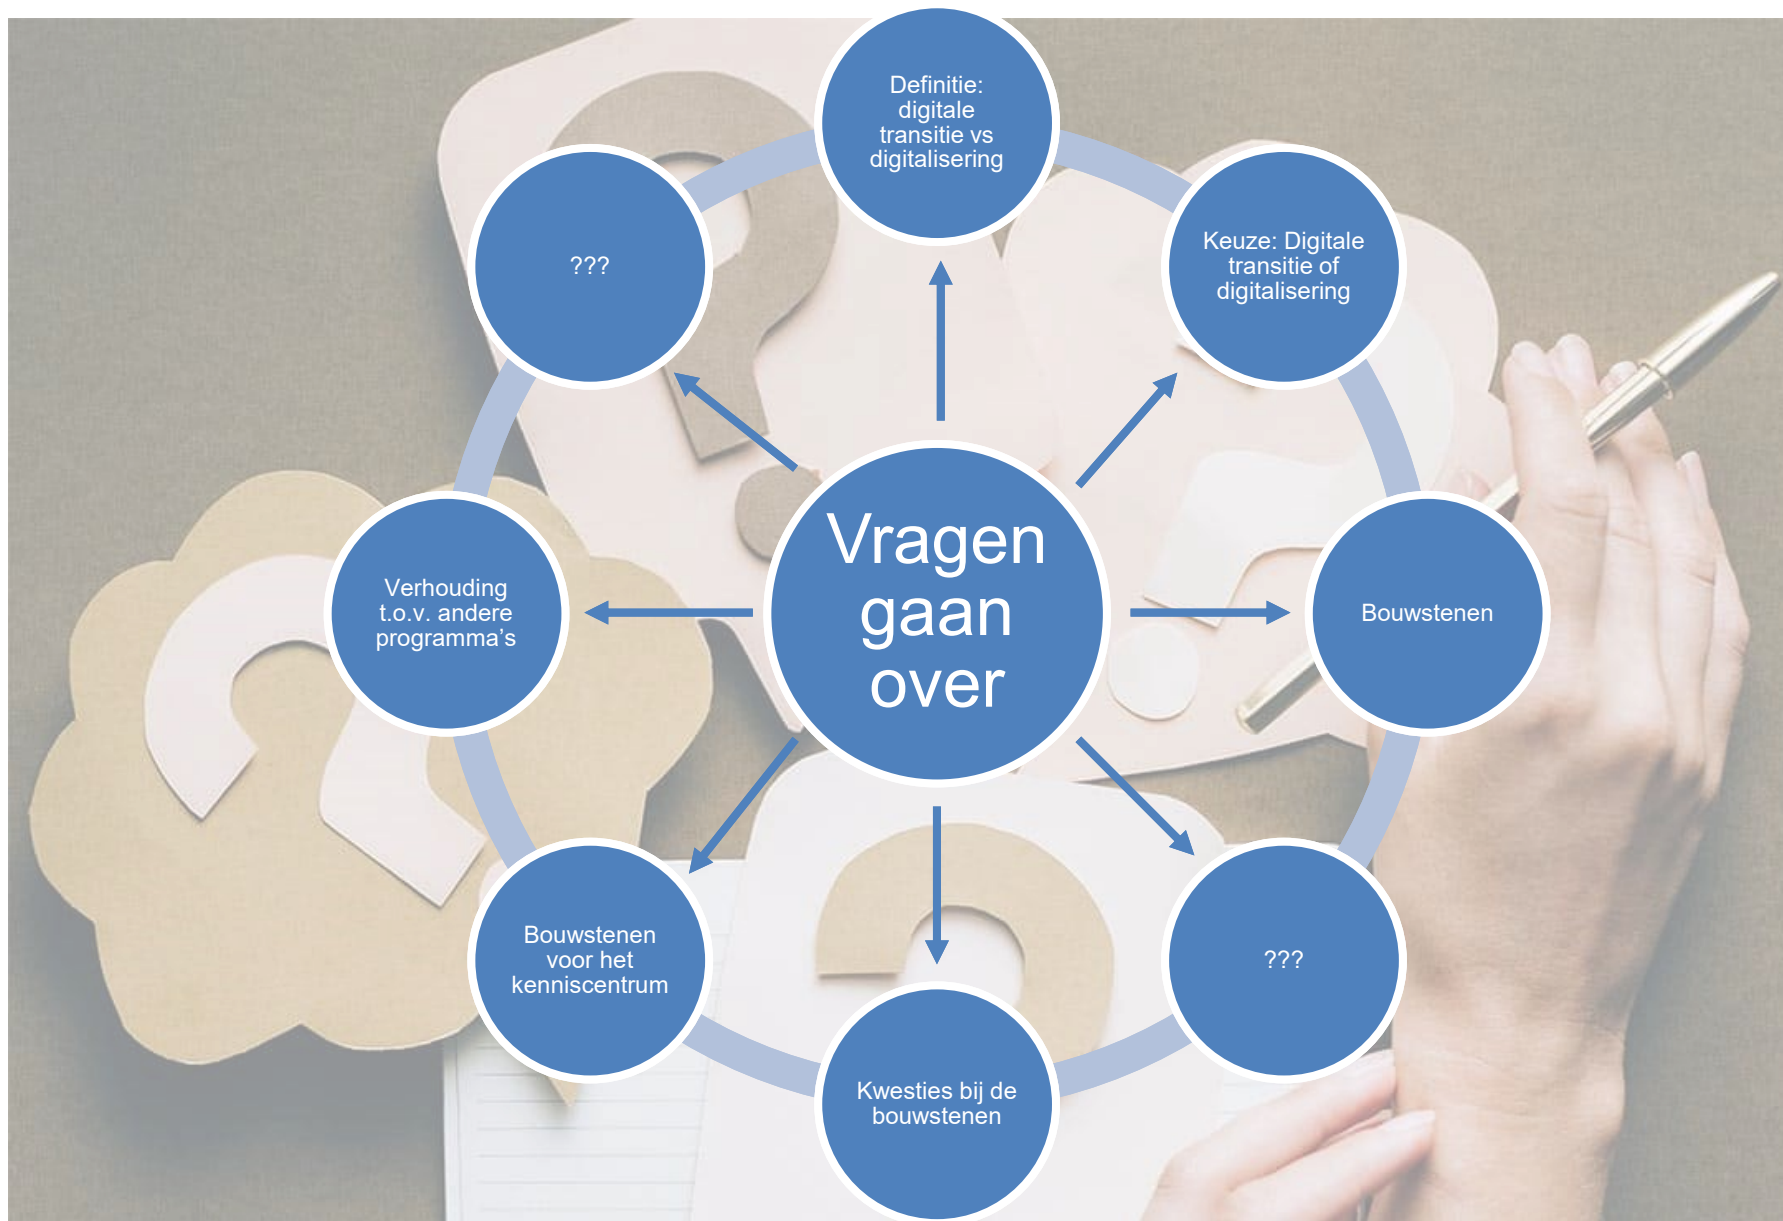 Definitie:
digitale
transitie vs
digitalisering
Keuze: Digitale
transitie of
digitalisering
Bouwstenen
???
Kwesties bij de
bouwstenen
Bouwstenen
voor het
kenniscentrum
Verhouding
t.o.v. andere
programma's
???
Vragen
gaan
over